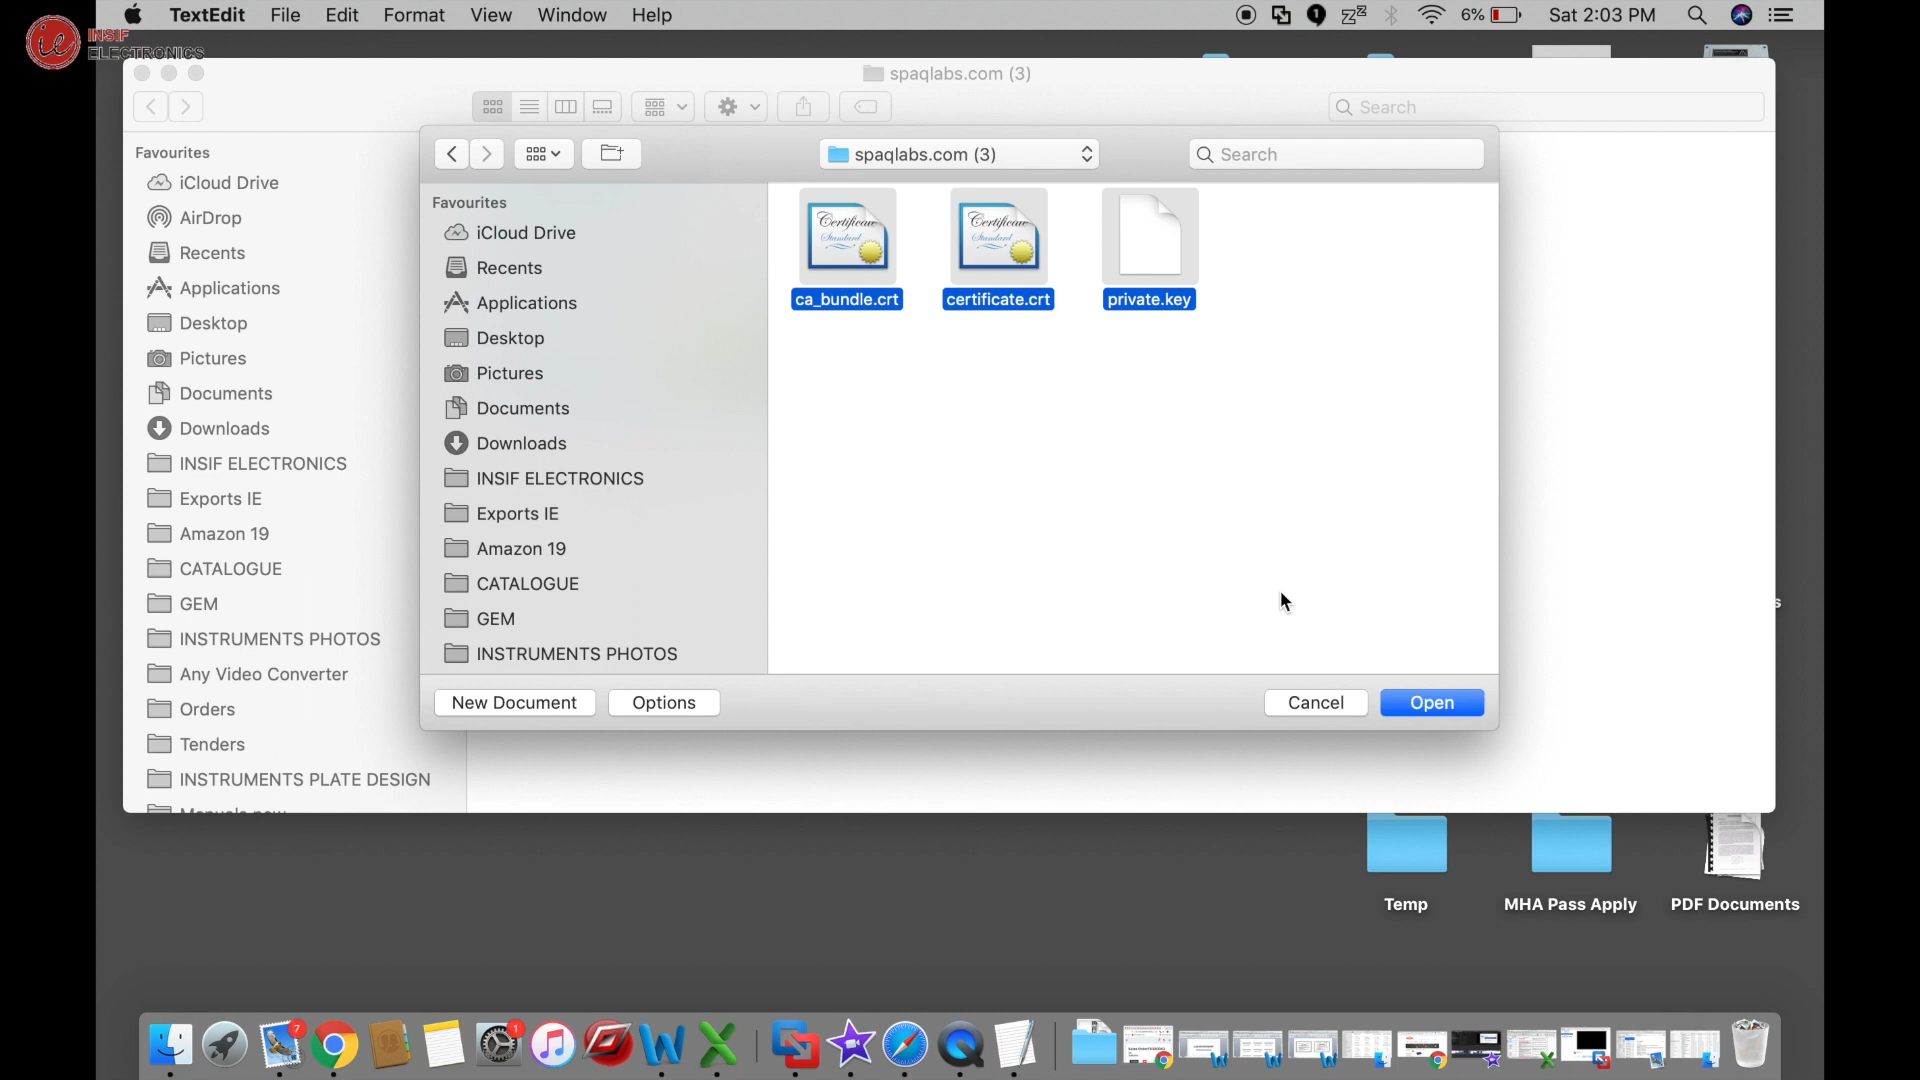 TextEdit File Edit Format View Window Help
6% Sat 2:03 PM
INSIF
ELECTRONICS
spaqlabs.com (3)
Search
Favourites
iCloud Drive
AirDrop
Recents
Applications
Desktop
Pictures
Documents
Downloads
INSIF ELECTRONICS
Exports IE
Amazon 19
CATALOGUE
GEM
INSTRUMENTS PHOTOS
Any Video Converter
Orders
Tenders
INSTRUMENTS PLATE DESIGN
spaqlabs.com (3)
Search
Favourites
iCloud Drive
Recents
Applications
Desktop
Pictures
Documents
Downloads
INSIF ELECTRONICS
Exports IE
Amazon 19
CATALOGUE
GEM
INSTRUMENTS PHOTOS
ca_bundle.crt
certificate.crt
private.key
New Document
Options
Cancel
Open
Temp
MHA Pass Apply
PDF Documents
7
1